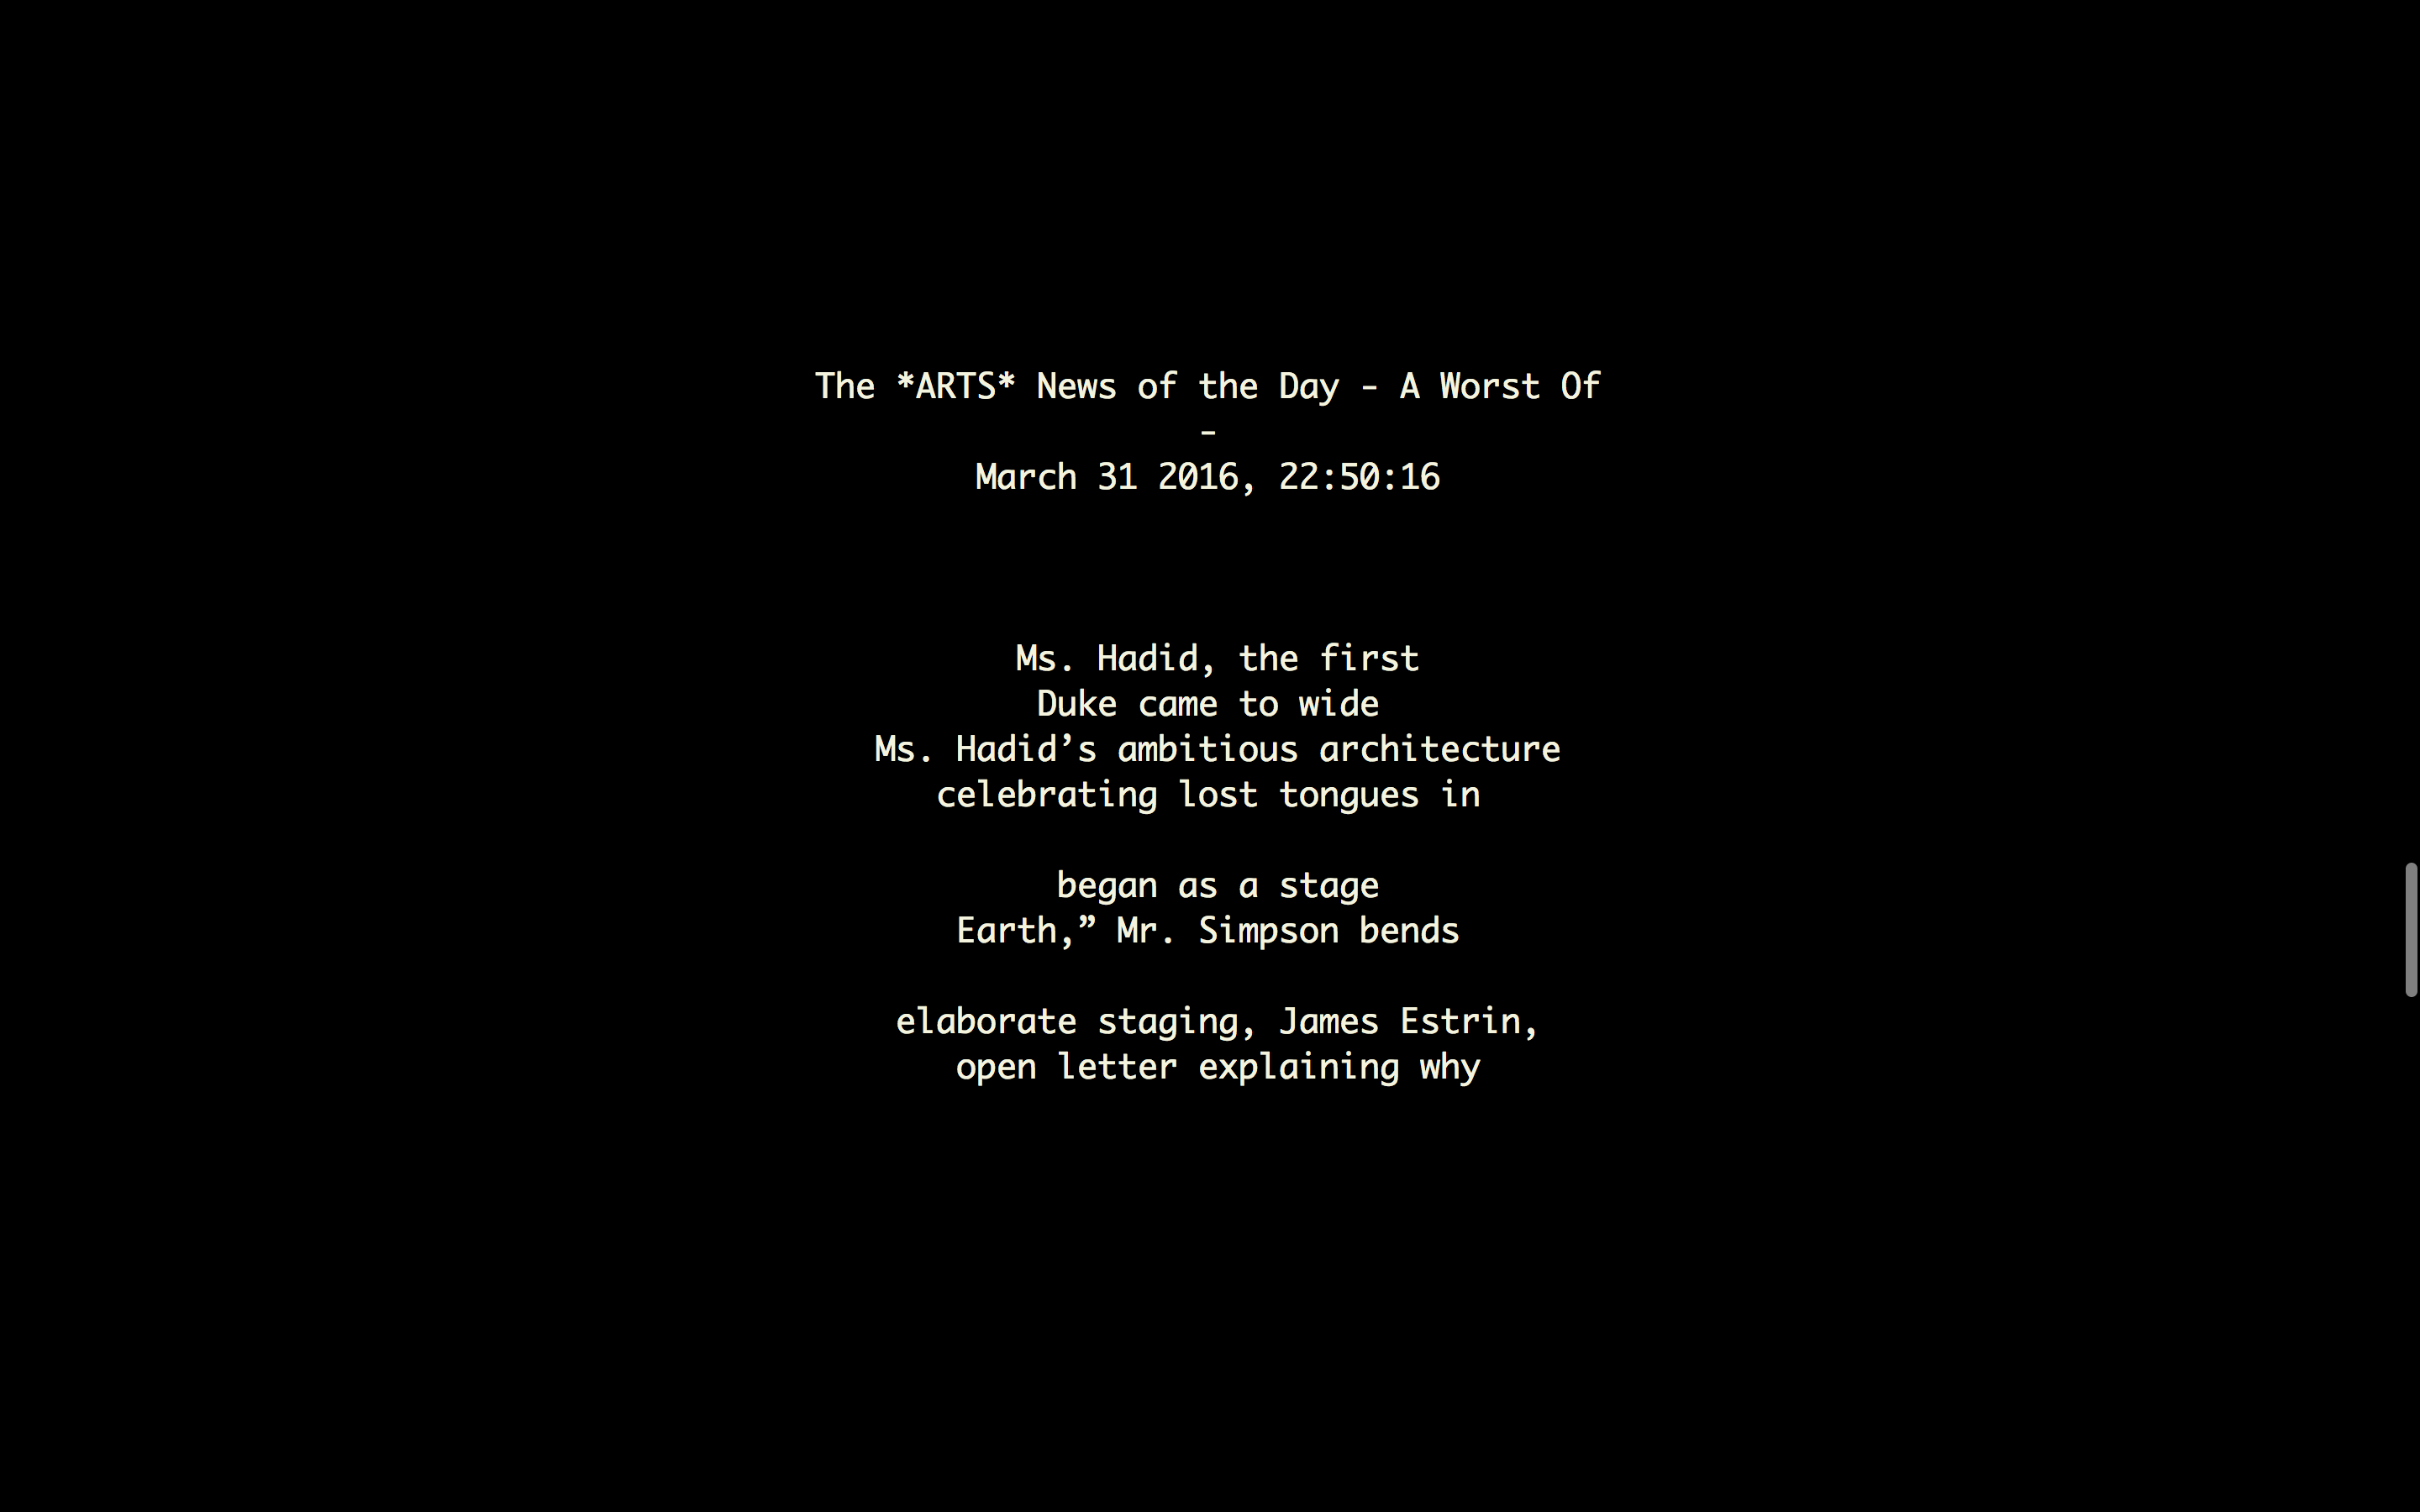 The *ARTS* News of the Day - A Worst Of
-
March 31 2016, 22:50:16
Ms. Hadid, the first
Duke came to wide
Ms. Hadid’s ambitious architecture
celebrating lost tongues in
began as a stage
Earth,” Mr. Simpson bends
elaborate staging, James Estrin,
open letter explaining why